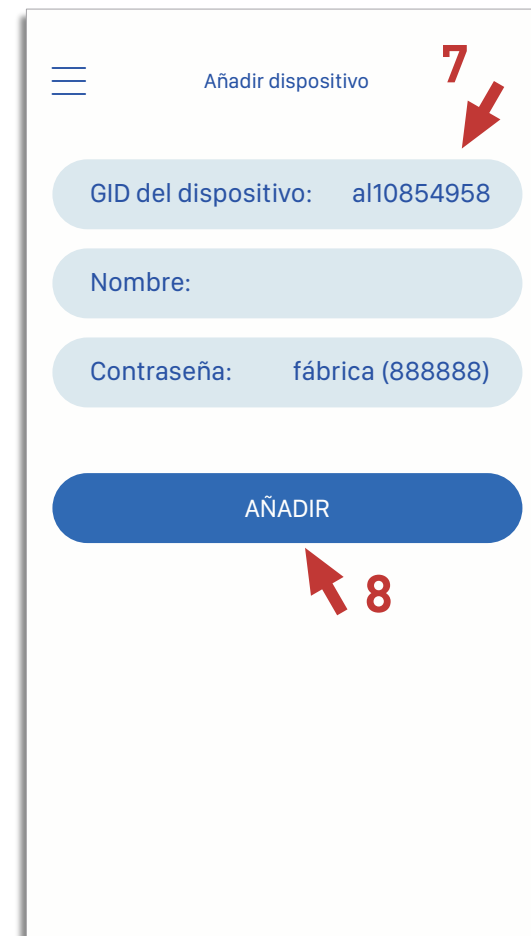 7
Añadir dispositivo
GID del dispositivo: al10854958
Nombre:
Contraseña: fábrica (888888)
AÑADIR
8